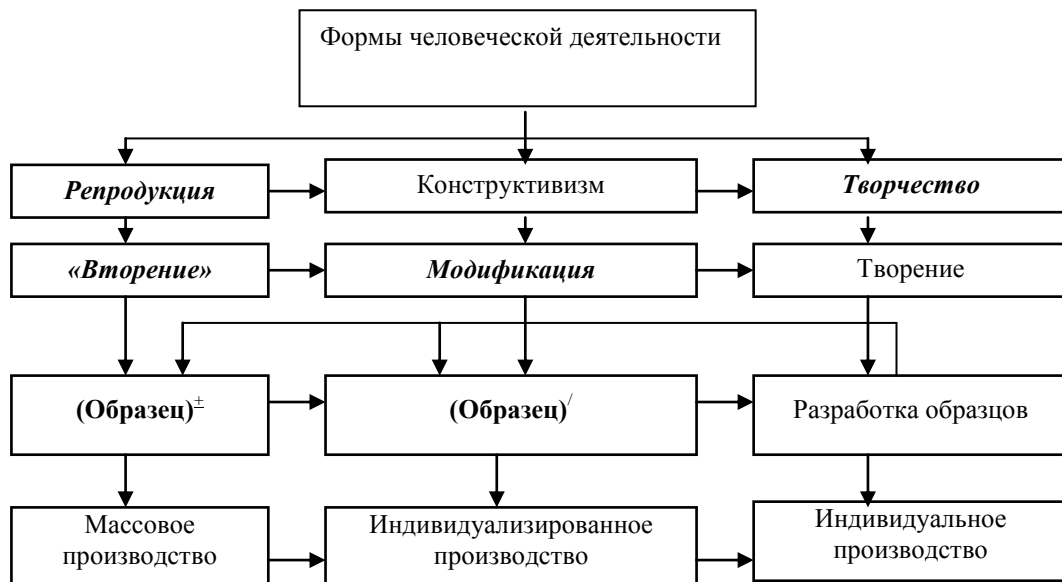 Формы человеческой деятельности
Репродукция
Конструктивизм
Творчество
«Вторение»
Модификация
Творение
(Образец)±
(Образец)/
Разработка образцов
Массовое
производство
Индивидуализированное
производство
Индивидуальное
производство